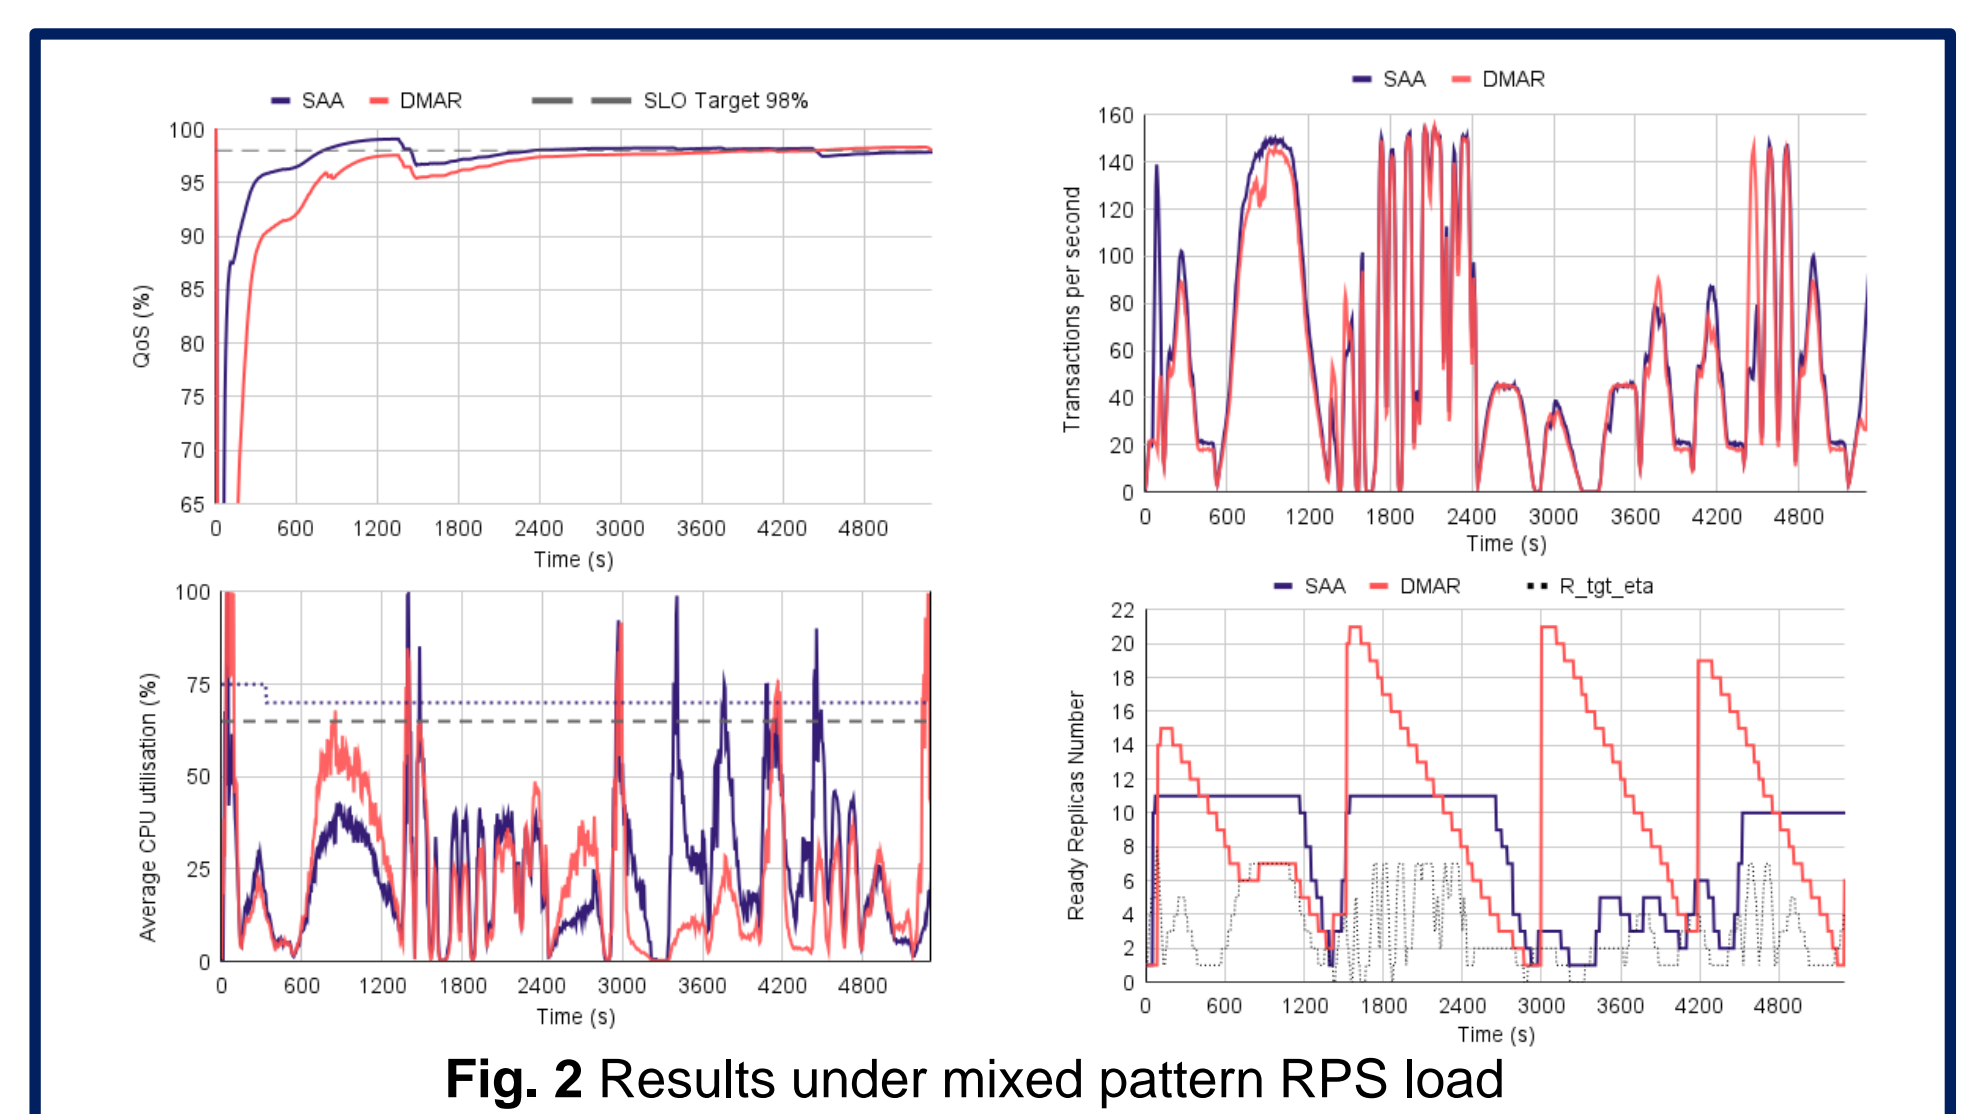 SAA DMAR SLO Target 98%
100
95
90
85
80
75
70
65
QoS (%)
0 600 1200 1800 2400 3000 3600 4200 4800
Time (s)
SAA DMAR
160
140
120
100
80
60
40
20
0
Transactions per second
0 600 1200 1800 2400 3000 3600 4200 4800
Time (s)
100
75
50
25
0
Average CPU utilisation (%)
0 600 1200 1800 2400 3000 3600 4200 4800
Time (s)
SAA DMAR R_tgt_eta
22
20
18
16
14
12
10
8
6
4
2
0
Ready Replicas Number
0 600 1200 1800 2400 3000 3600 4200 4800
Time (s)
Fig. 2 Results under mixed pattern RPS load